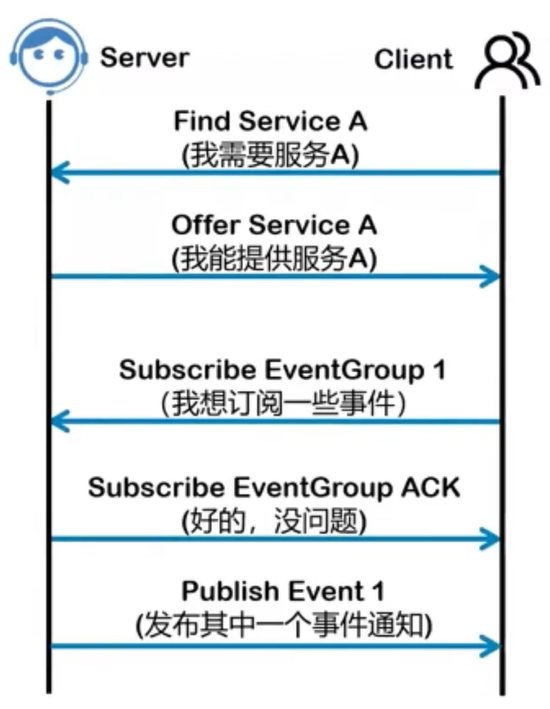 Server
Client
Find Service A
(我需要服务A)
Offer Service A
(我能提供服务A)
Subscribe EventGroup 1
（我想订阅一些事件）
Subscribe EventGroup ACK
(好的，没问题)
Publish Event 1
(发布其中一个事件通知)